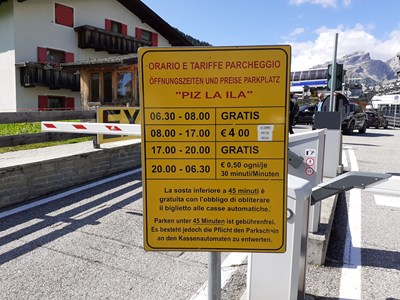 ORARIO E TARIFFE PARCHEGGIO
ÖFFNUNGSZEITEN UND PREISE PARKPLATZ
"PIZ LA ILA"
06.30 - 08.00 GRATIS
08.00 - 17.00 € 4 00
17.00 - 20.00 GRATIS
20.00 - 06.30 € 0,50 ogni/je
30 minuti/Minuten
La sosta inferiore a 45 minuti è
gratuita con l'obbligo di obliterare
il biglietto alle casse automatiche.
Parken unter 45 Minuten ist gebührenfrei.
Es besteht jedoch die Pflicht den Parkschein
an den Kassenautomaten zu entwerten.